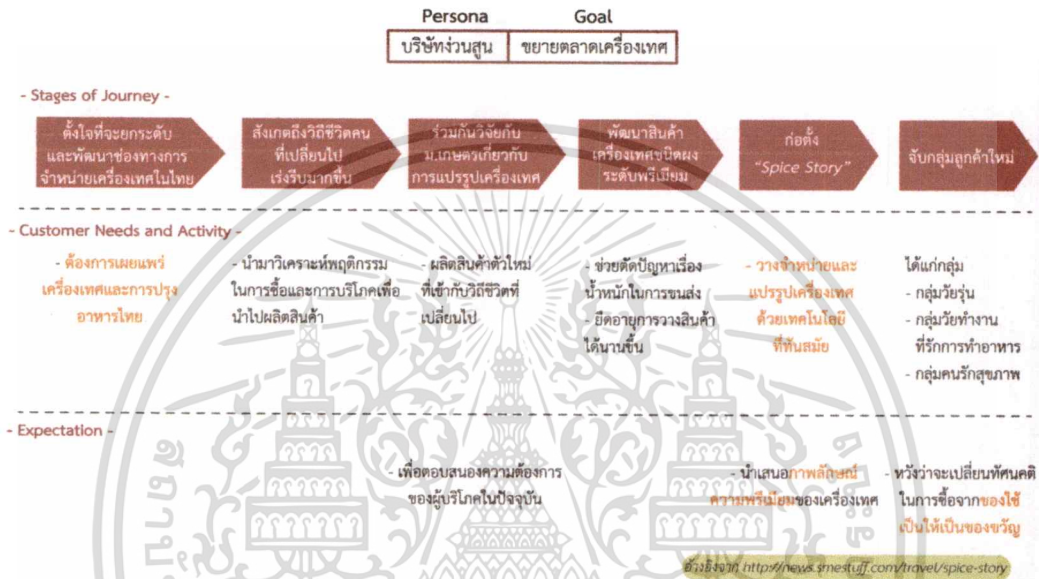 Persona Goal
บริษัทง่วนสูน ขยายตลาดเครื่องเทศ
- Stages of Journey -
ตั้งใจที่จะยกระดับ
และพัฒนาช่องทางการ
จำหน่ายเครื่องเทศในไทย
สังเกตถึงวิถีชีวิตคน
ที่เปลี่ยนไป
เร่งรีบมากขึ้น
ร่วมกันวิจัยกับ
ม.เกษตรเกี่ยวกับ
การแปรรูปเครื่องเทศ
พัฒนาสินค้า
เครื่องเทศชนิดผง
ระดับพรีเมียม
ก่อตั้ง
"Spice Story"
จับกลุ่มลูกค้าใหม่
- Customer Needs and Activity -
- ต้องการเผยแพร่
เครื่องเทศและการปรุง
อาหารไทย
- นำมาวิเคราะห์พฤติกรรม
ในการซื้อและการบริโภคเพื่อ
นำไปผลิตสินค้า
- ผลิตสินค้าตัวใหม่
ที่เข้ากับวิถีชีวิตที่
เปลี่ยนไป
- ช่วยตัดปัญหาเรื่อง
น้ำหนักในการขนส่ง
- ยืดอายุการวางสินค้า
ได้นานขึ้น
- วางจำหน่ายและ
แปรรูปเครื่องเทศ
ด้วยเทคโนโลยี
ที่ทันสมัย
ได้แก่กลุ่ม
- กลุ่มวัยรุ่น
- กลุ่มวัยทำงาน
ที่รักการทำอาหาร
- กลุ่มคนรักสุขภาพ
- Expectation -
- เพื่อตอบสนองความต้องการ
ของผู้บริโภคในปัจจุบัน
- นำเสนอภาพลักษณ์
ความพรีเมียมของเครื่องเทศ
- หวังว่าจะเปลี่ยนทัศนคติ
ในการซื้อจากของใช้
เป็นให้เป็นของขวัญ
อ้างอิงจาก http://news.smestuff.com/travel/spice-story